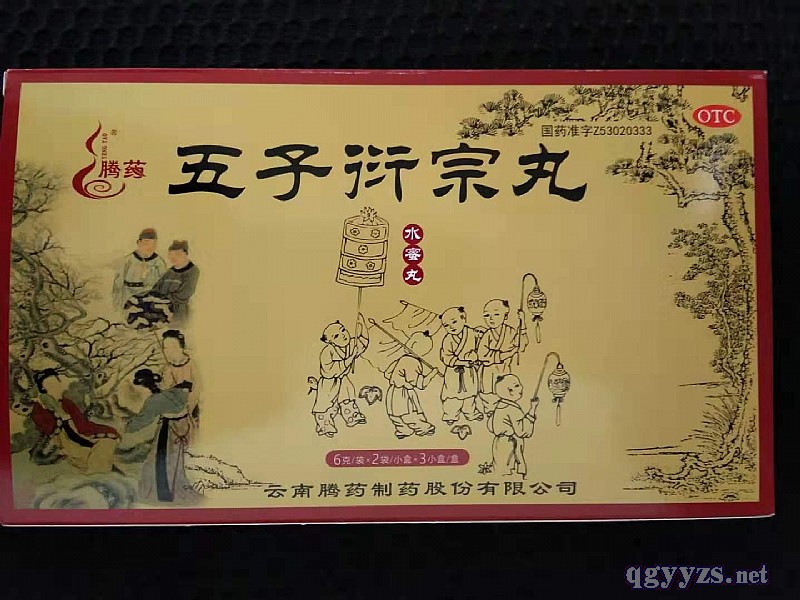 OTC
国药准字Z53020333
TENG YAO
腾药
五子衍宗丸
水蜜丸
6克/袋×2袋/小盒×3小盒/盒
云南腾药制药股份有限公司
qgyyzs.net